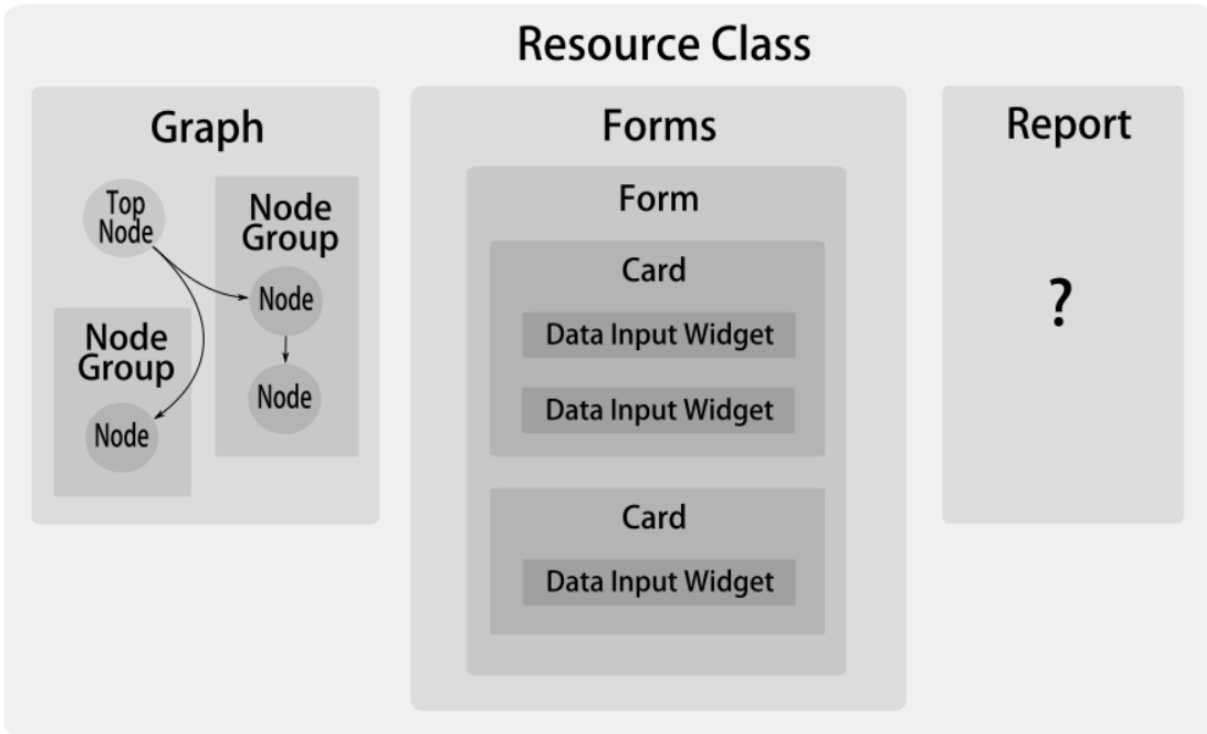 Resource Class
Graph
Top
Node
Node
Group
Node
Node
Node
Group
Node
Forms
Form
Card
Data Input Widget
Data Input Widget
Card
Data Input Widget
Report
?